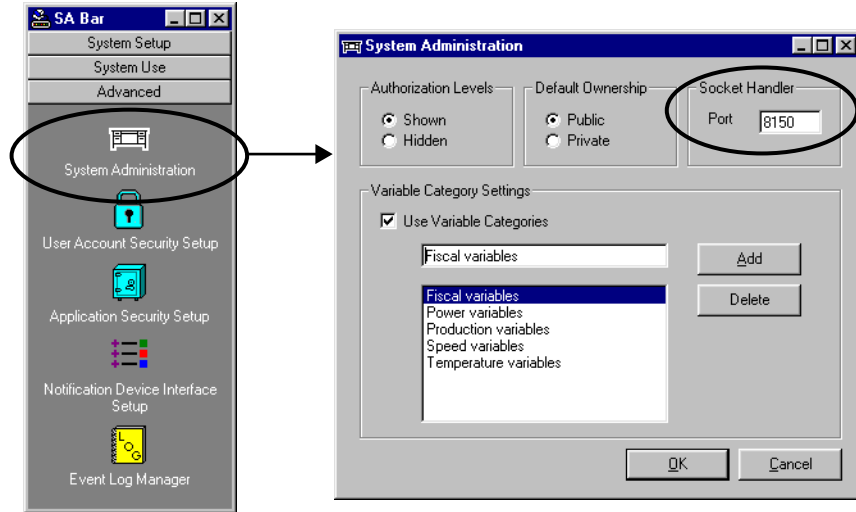 SA Bar
System Setup
System Use
Advanced
System Administration
User Account Security Setup
Application Security Setup
Notification Device Interface
Setup
LOG
Event Log Manager
System Administration
Authorization Levels
Shown
Hidden
Default Ownership
Public
Private
Socket Handler
Port 8150
Variable Category Settings
Use Variable Categories
Fiscal variables
Add
Fiscal variables
Power variables
Production variables
Speed variables
Temperature variables
Delete
OK
Cancel